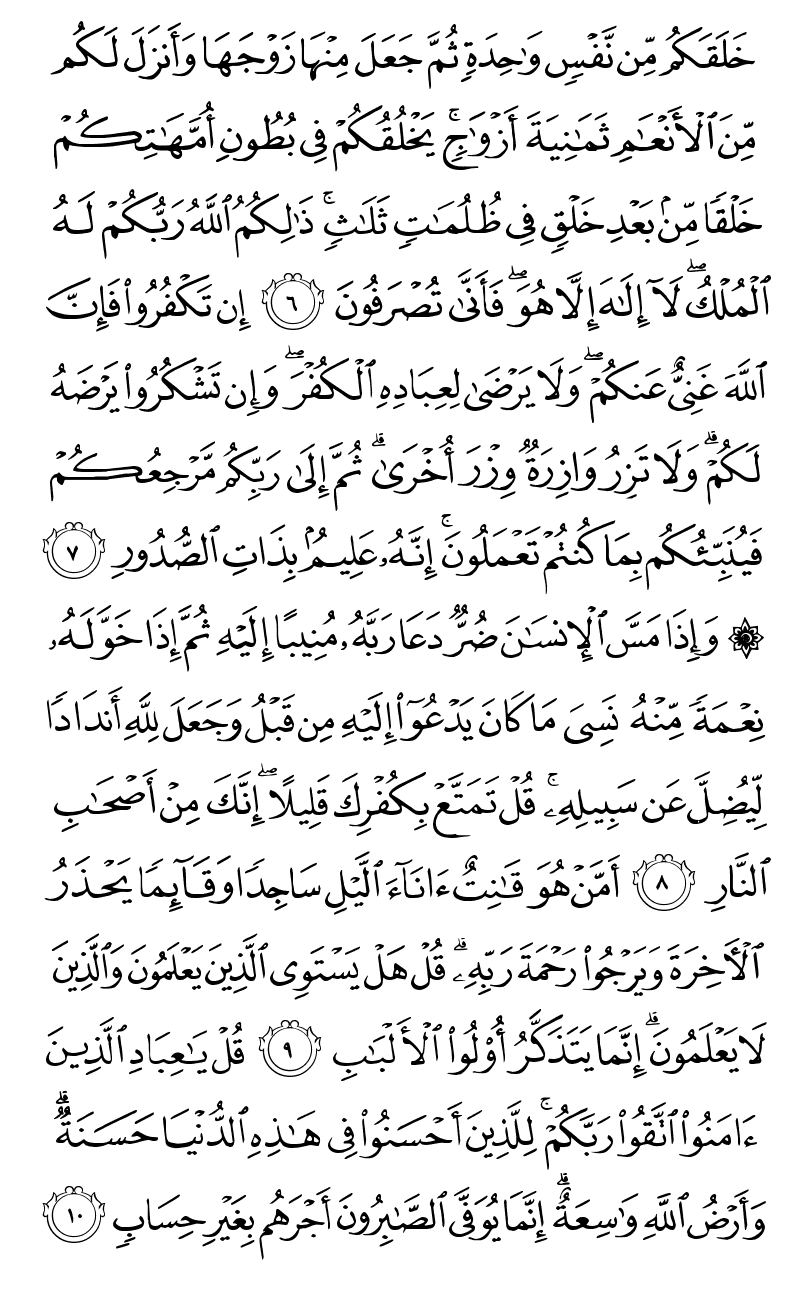 خَلَقَكُم مِّن نَّفۡسٖ وَٰحِدَةٖ ثُمَّ جَعَلَ مِنۡهَا زَوۡجَهَا وَأَنزَلَ لَكُم
مِّنَ ٱلۡأَنۡعَٰمِ ثَمَٰنِيَةَ أَزۡوَٰجٖۚ يَخۡلُقُكُمۡ فِي بُطُونِ أُمَّهَٰتِكُمۡ
خَلۡقٗا مِّنۢ بَعۡدِ خَلۡقٖ فِي ظُلُمَٰتٖ ثَلَٰثٖۚ ذَٰلِكُمُ ٱللَّهُ رَبُّكُمۡ لَهُ
ٱلۡمُلۡكُۖ لَآ إِلَٰهَ إِلَّا هُوَۖ فَأَنَّىٰ تُصۡرَفُونَ ٦ إِن تَكۡفُرُواْ فَإِنَّ
ٱللَّهَ غَنِيٌّ عَنكُمۡۖ وَلَا يَرۡضَىٰ لِعِبَادِهِ ٱلۡكُفۡرَۖ وَإِن تَشۡكُرُواْ يَرۡضَهُ
لَكُمۡۗ وَلَا تَزِرُ وَازِرَةٞ وِزۡرَ أُخۡرَىٰۗ ثُمَّ إِلَىٰ رَبِّكُم مَّرۡجِعُكُمۡ
فَيُنَبِّئُكُم بِمَا كُنتُمۡ تَعۡمَلُونَۚ إِنَّهُۥ عَلِيمُۢ بِذَاتِ ٱلصُّدُورِ ٧
۞ وَإِذَا مَسَّ ٱلۡإِنسَٰنَ ضُرّٞ دَعَا رَبَّهُۥ مُنِيبًا إِلَيۡهِ ثُمَّ إِذَا خَوَّلَهُۥ
نِعۡمَةٗ مِّنۡهُ نَسِيَ مَا كَانَ يَدۡعُوٓاْ إِلَيۡهِ مِن قَبۡلُ وَجَعَلَ لِلَّهِ أَندَادٗا
لِّيُضِلَّ عَن سَبِيلِهِۦۚ قُلۡ تَمَتَّعۡ بِكُفۡرِكَ قَلِيلًا ۖ إِنَّكَ مِنۡ أَصۡحَٰبِ
ٱلنَّارِ ٨ أَمَّنۡ هُوَ قَٰنِتٌ ءَانَآءَ ٱلَّيۡلِ سَاجِدٗا وَقَآئِمٗا يَحۡذَرُ
ٱلۡأٓخِرَةَ وَيَرۡجُواْ رَحۡمَةَ رَبِّهِۦۗ قُلۡ هَلۡ يَسۡتَوِي ٱلَّذِينَ يَعۡلَمُونَ وَٱلَّذِينَ
لَا يَعۡلَمُونَۗ إِنَّمَا يَتَذَكَّرُ أُوْلُواْ ٱلۡأَلۡبَٰبِ ٩ قُلۡ يَٰعِبَادِ ٱلَّذِينَ
ءَامَنُواْ ٱتَّقُواْ رَبَّكُمۡۚ لِلَّذِينَ أَحۡسَنُواْ فِي هَٰذِهِ ٱلدُّنۡيَا حَسَنَةٞۗ
وَأَرۡضُ ٱللَّهِ وَٰسِعَةٌۗ إِنَّمَا يُوَفَّى ٱلصَّٰبِرُونَ أَجۡرَهُم بِغَيۡرِ حِسَابٖ ١٠